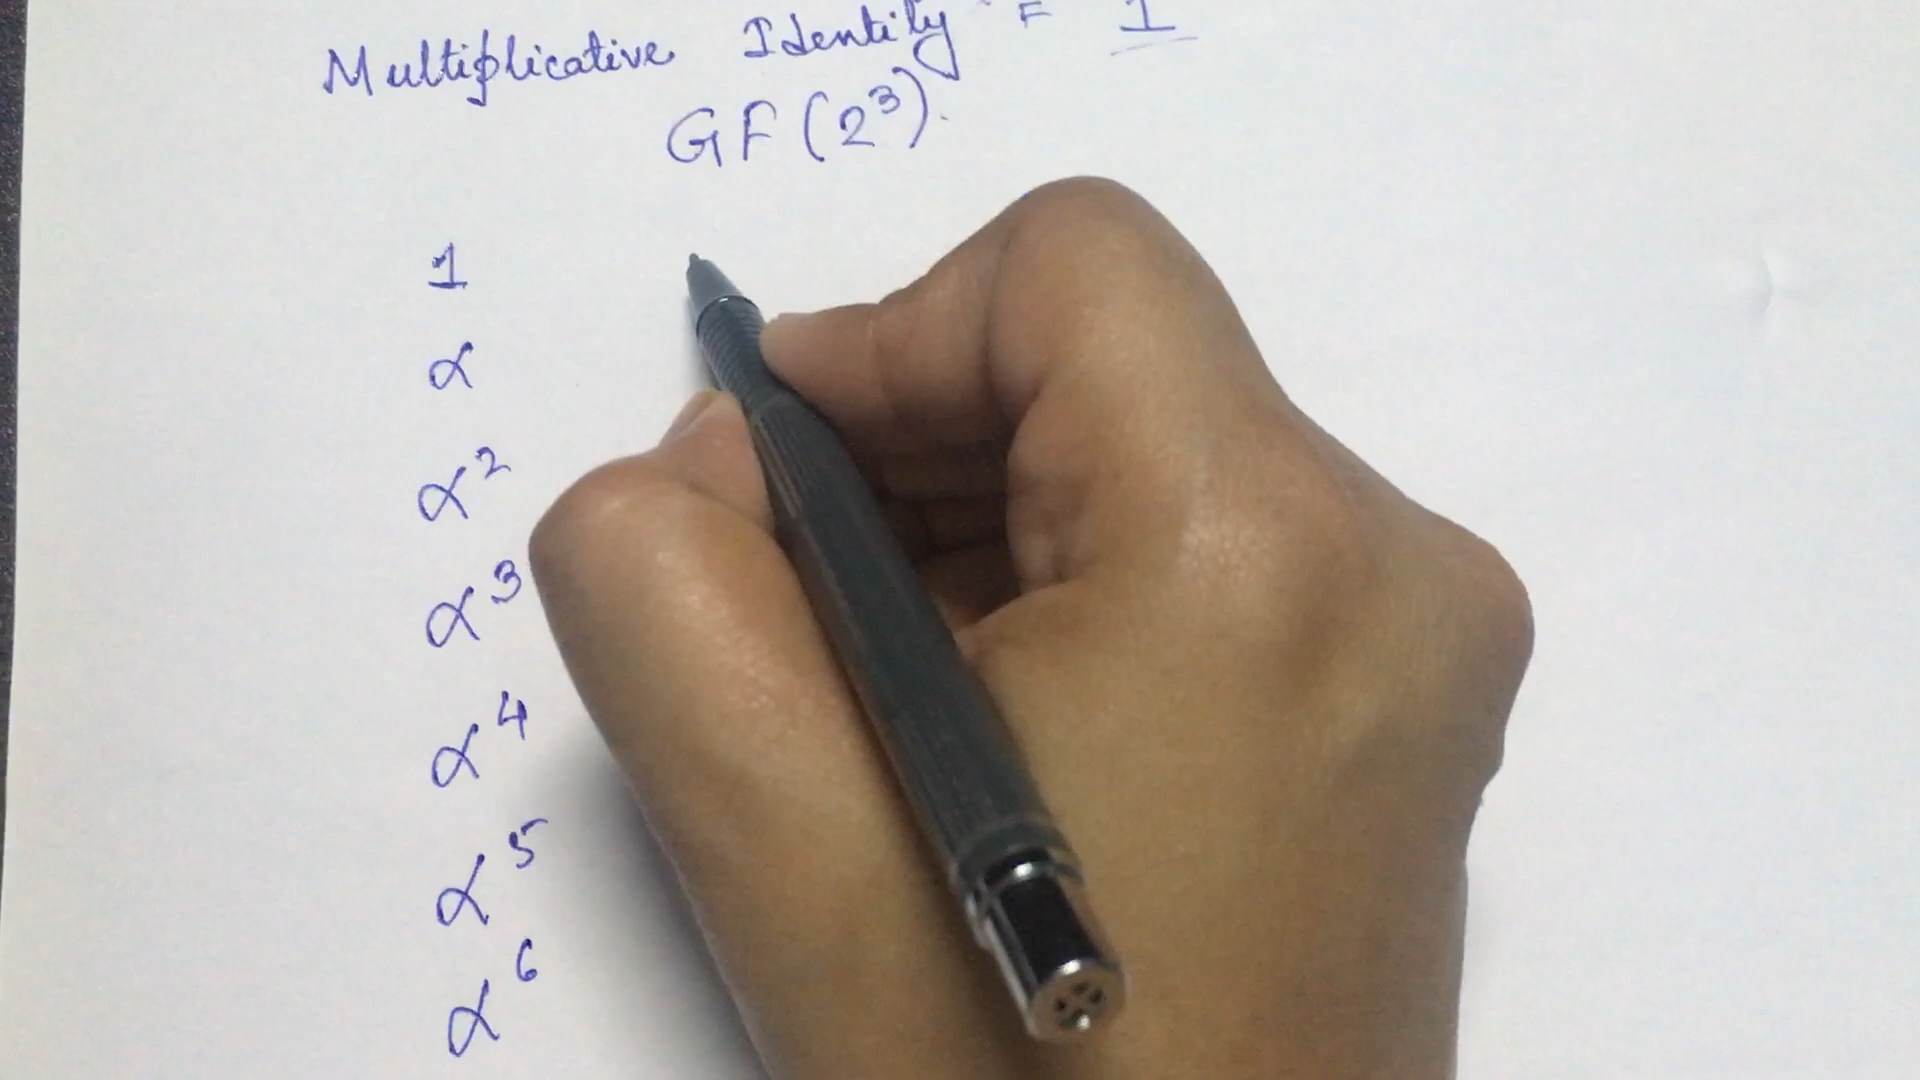 Multiplicative Identity = 1
GF(2³).
1
α
α²
α³
α⁴
α⁵
α⁶